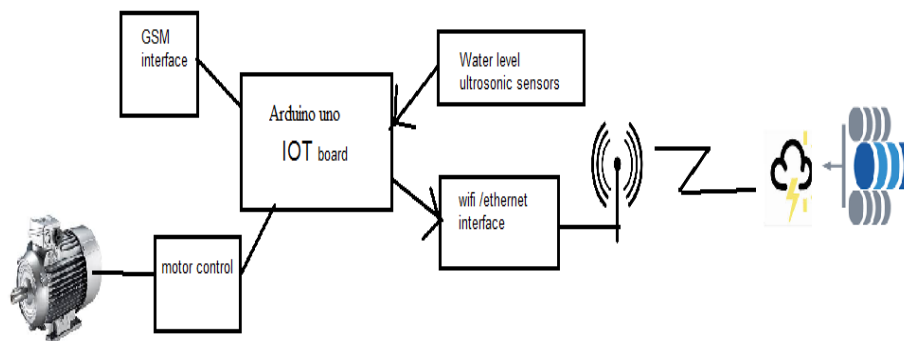 GSM
interface
Water level
ultrosonic sensors
Arduino uno
IOT board
wifi /ethernet
interface
motor control